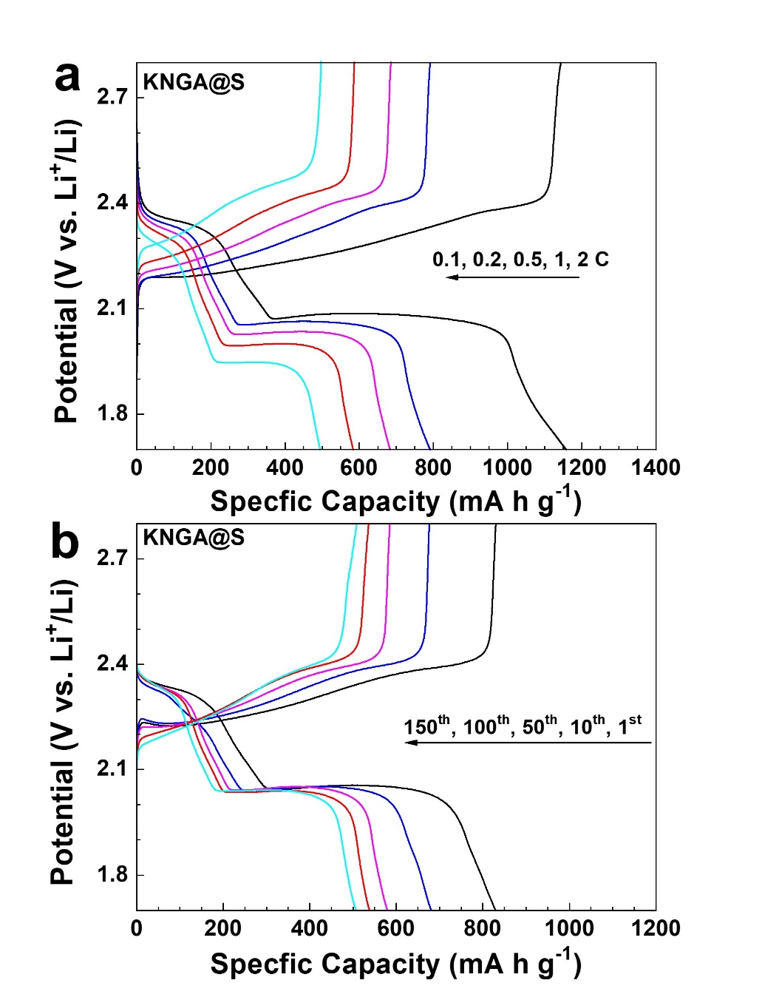 a
KNGA@S
2.7
2.4
2.1
1.8
Potential (V vs. Li⁺/Li)
0.1, 0.2, 0.5, 1, 2 C
0 200 400 600 800 1000 1200 1400
Specfic Capacity (mA h g⁻¹)
b
KNGA@S
2.7
2.4
2.1
1.8
Potential (V vs. Li⁺/Li)
150th, 100th, 50th, 10th, 1st
0 200 400 600 800 1000 1200
Specfic Capacity (mA h g⁻¹)